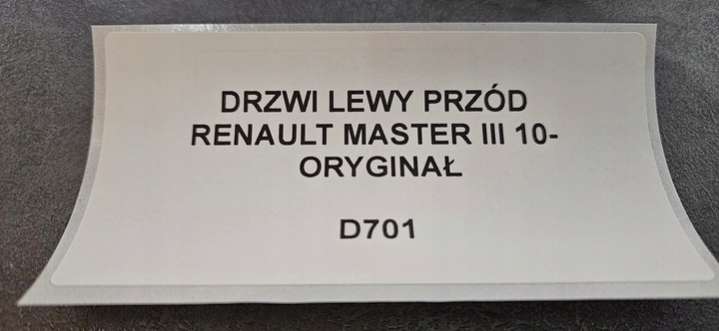 DRZWI LEWY PRZÓD
RENAULT MASTER III 10-
ORYGINAŁ
D701